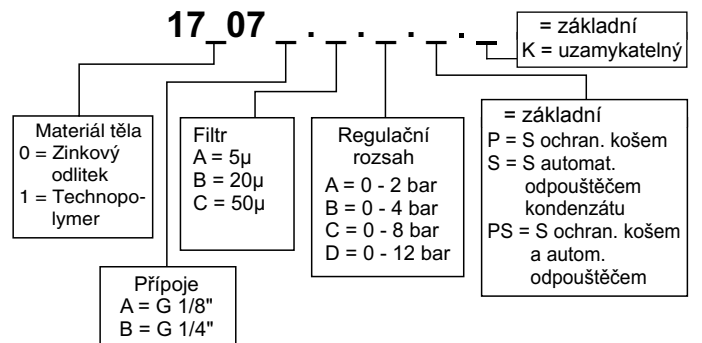 17_07 _ . _ . _ . _ . _
= základní
K = uzamykatelný
Materiál těla
0 = Zinkový
odlitek
1 = Technopo-
lymer
Přípoje
A = G 1/8"
B = G 1/4"
Filtr
A = 5µ
B = 20µ
C = 50µ
Regulační
rozsah
A = 0 - 2 bar
B = 0 - 4 bar
C = 0 - 8 bar
D = 0 - 12 bar
= základní
P = S ochran. košem
S = S automat.
odpouštěčem
kondenzátu
PS = S ochran. košem
a autom.
odpouštěčem